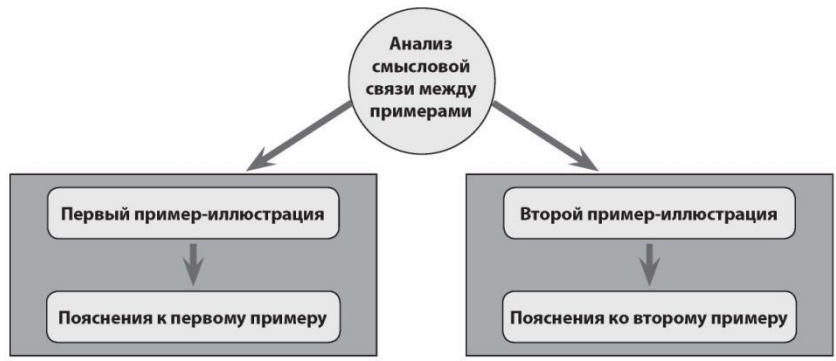 Анализ
смысловой
связи между
примерами
Первый пример-иллюстрация
Второй пример-иллюстрация
Пояснения к первому примеру
Пояснения ко второму примеру